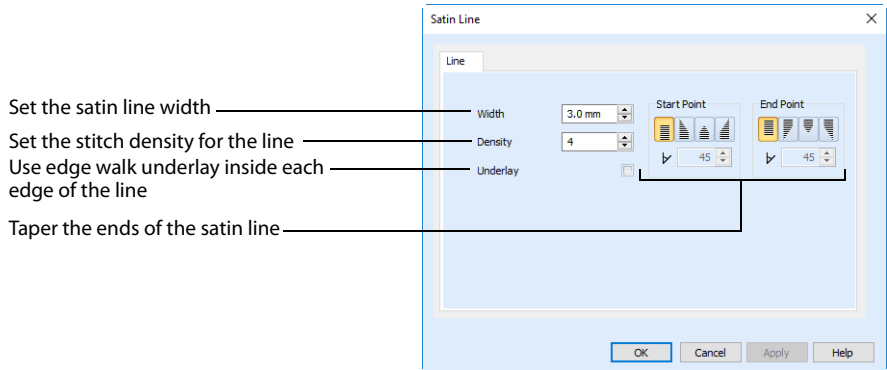 Satin Line
Line
Set the satin line width
Width
3.0 mm
Start Point
End Point
Set the stitch density for the line
Density
4
45
45
Use edge walk underlay inside each
edge of the line
Underlay
Taper the ends of the satin line
OK
Cancel
Apply
Help